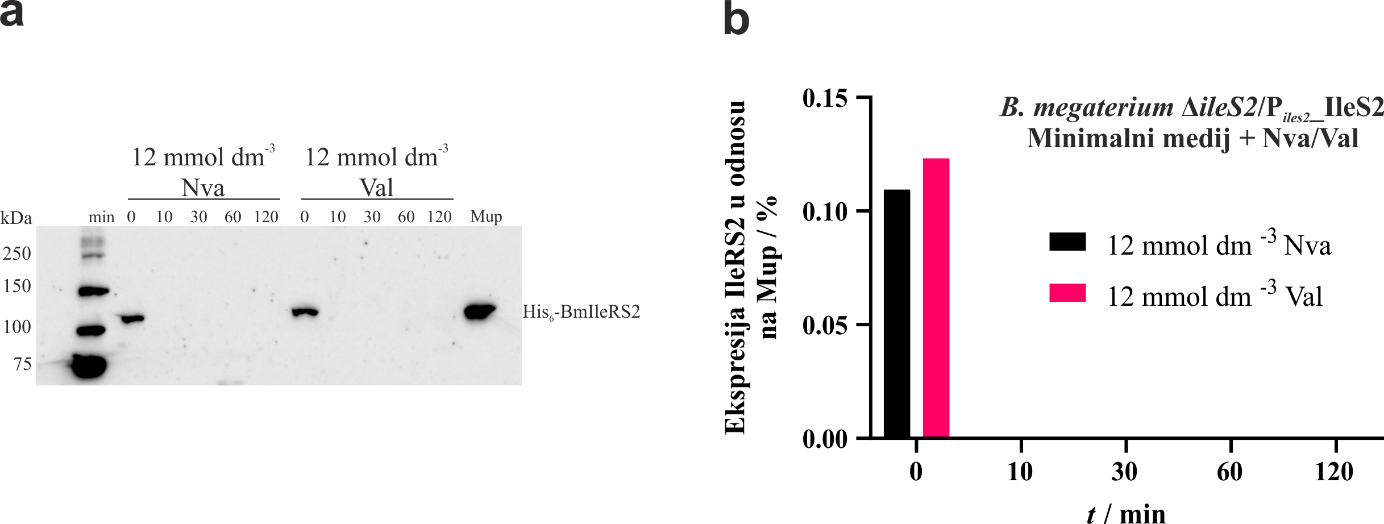 a
12 mmol dm-3 12 mmol dm-3
Nva Val
kDa min 0 10 30 60 120 0 10 30 60 120 Mup
250
150
100
75
His6-BmIleRS2
b
Ekspresija IleRS2 u odnosu
na Mup / %
0.15
0.10
0.05
0.00
B. megaterium ΔileS2/Piles2_IleS2
Minimalni medij + Nva/Val
12 mmol dm -3 Nva
12 mmol dm -3 Val
0 10 30 60 120
t / min